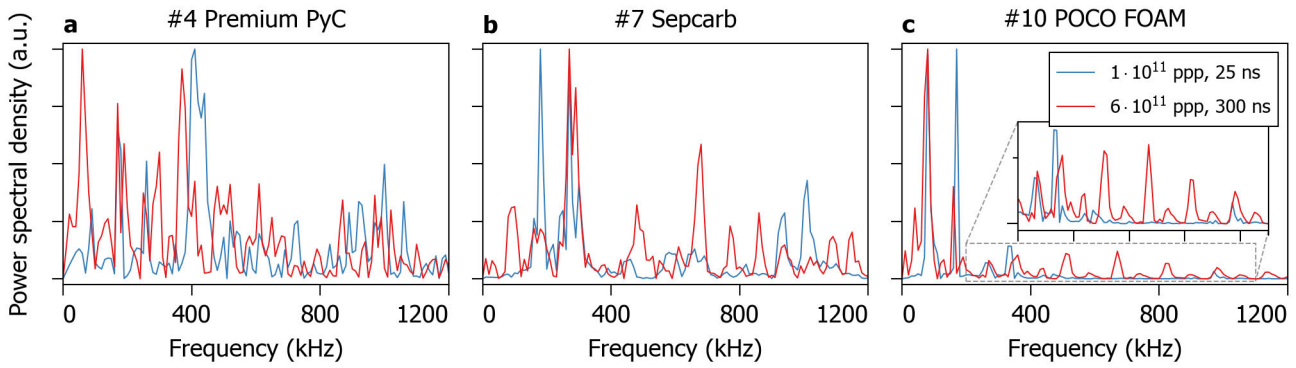 a #4 Premium PyC
b #7 Sepcarb
c #10 POCO FOAM
Power spectral density (a.u.)
1·10¹¹ ppp, 25 ns
6·10¹¹ ppp, 300 ns
0 400 800 1200
0 400 800 1200
0 400 800 1200
Frequency (kHz)
Frequency (kHz)
Frequency (kHz)